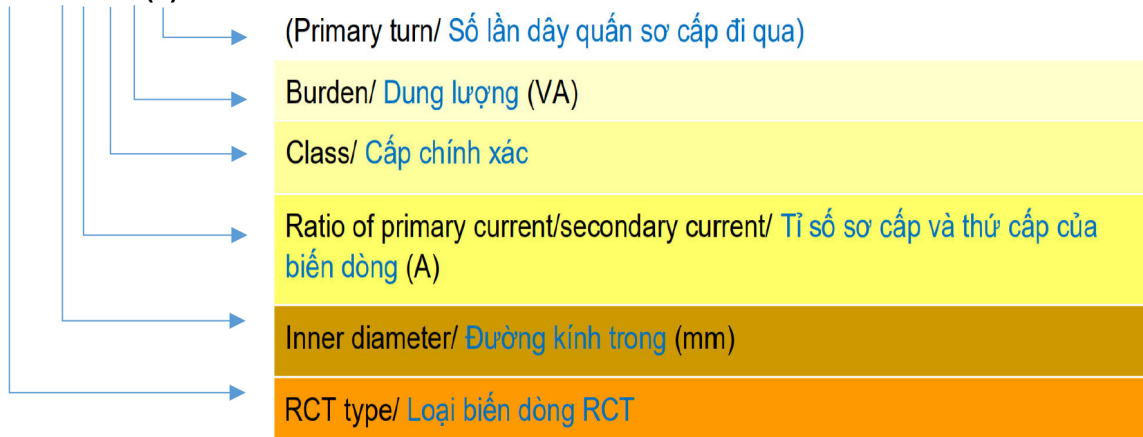 (Primary turn/ Số lần dây quấn sơ cấp đi qua)
Burden/ Dung lượng (VA)
Class/ Cấp chính xác
Ratio of primary current/secondary current/ Tỉ số sơ cấp và thứ cấp của
biến dòng (A)
Inner diameter/ Đường kính trong (mm)
RCT type/ Loại biến dòng RCT